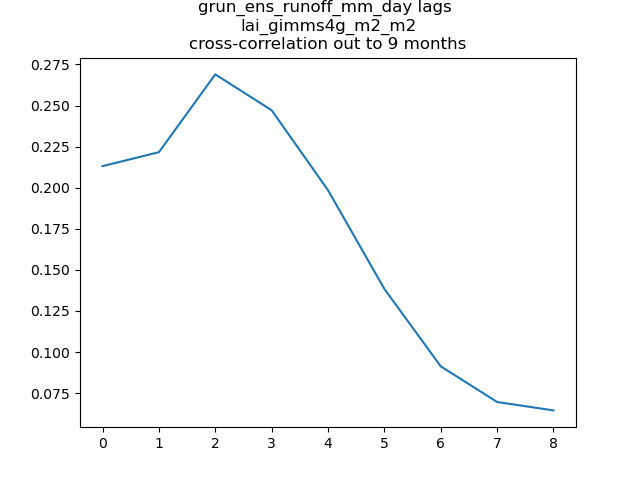 grun_ens_runoff_mm_day lags
lai_gimms4g_m2_m2
cross-correlation out to 9 months
0.275
0.250
0.225
0.200
0.175
0.150
0.125
0.100
0.075
0 1 2 3 4 5 6 7 8